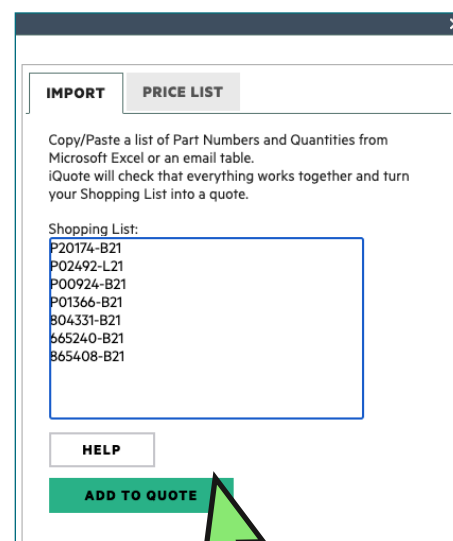 IMPORT
PRICE LIST
Copy/Paste a list of Part Numbers and Quantities from
Microsoft Excel or an email table.
iQuote will check that everything works together and turn
your Shopping List into a quote.
Shopping List:
P20174-B21
P02492-L21
P00924-B21
P01366-B21
804331-B21
665240-B21
865408-B21
HELP
ADD TO QUOTE